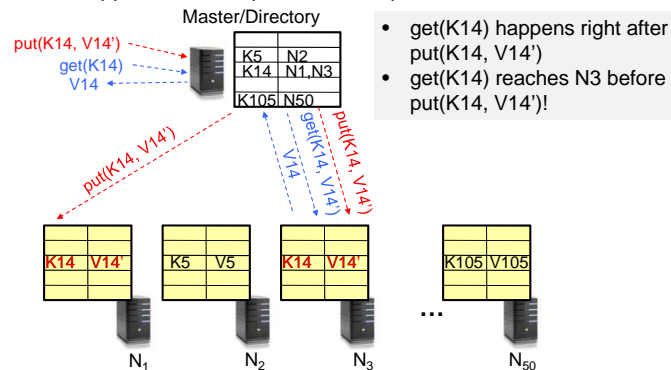 Master/Directory
put(K14, V14’)
get(K14)
V14
K5 N2
K14 N1,N3
K105 N50
• get(K14) happens right after
put(K14, V14’)
• get(K14) reaches N3 before
put(K14, V14’)!
put(K14, V14’)
V14
get(K14, V14’)
put(K14, V14’)
K14 V14’
K5 V5
K14 V14’
K105 V105
…
N1
N2
N3
N50